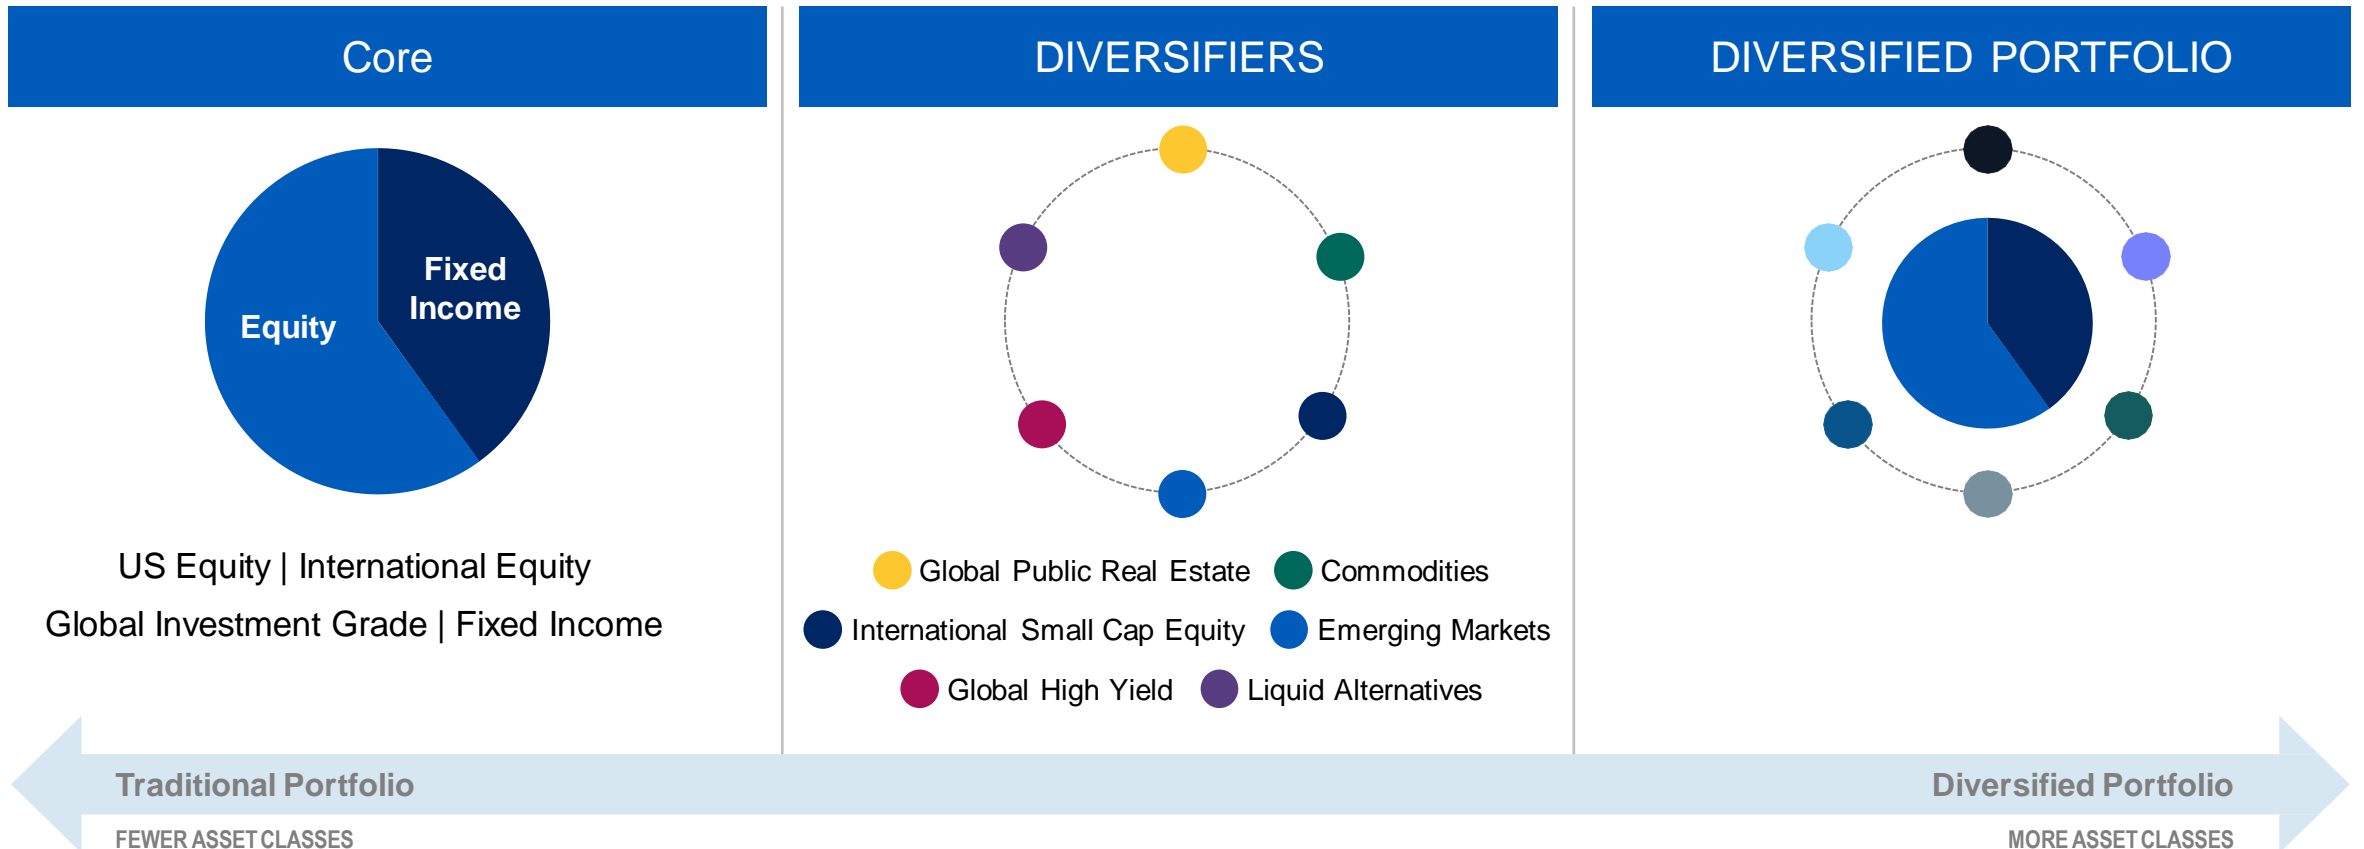 Core
Fixed
Income
Equity
US Equity | International Equity
Global Investment Grade | Fixed Income
DIVERSIFIERS
Global Public Real Estate
Commodities
International Small Cap Equity
Emerging Markets
Global High Yield
Liquid Alternatives
DIVERSIFIED PORTFOLIO
Traditional Portfolio
FEWER ASSET CLASSES
Diversified Portfolio
MORE ASSET CLASSES